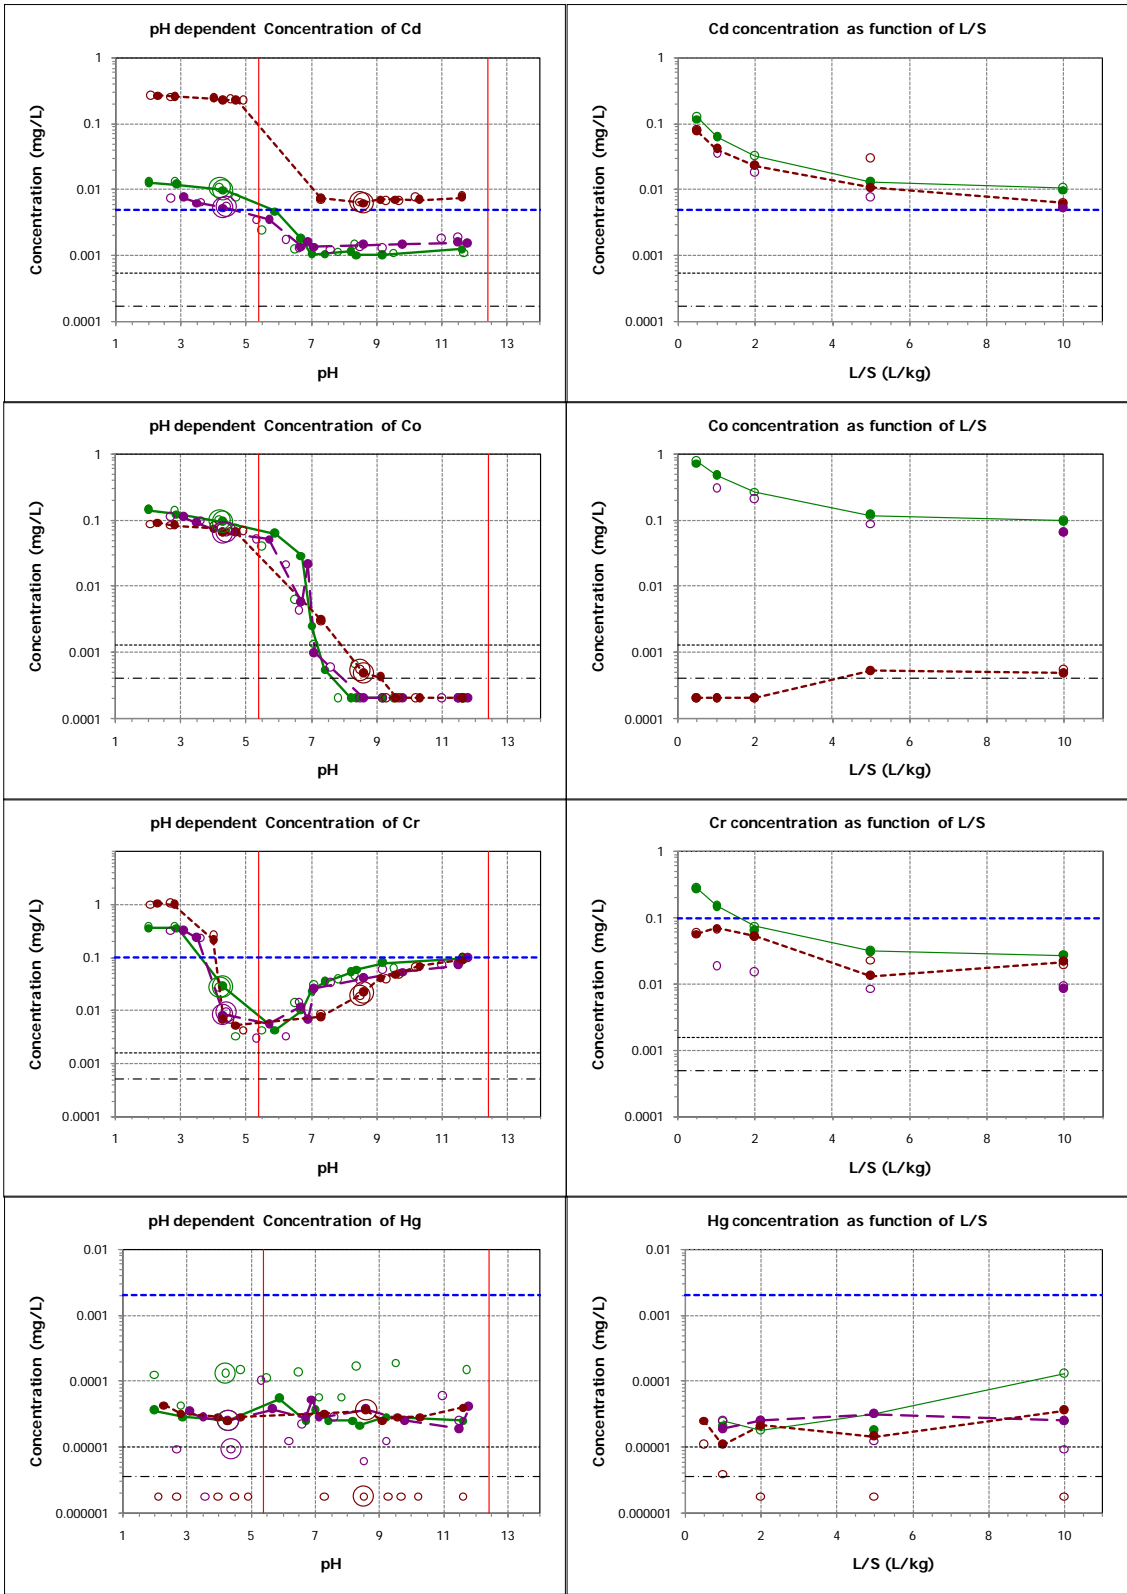 pH dependent Concentration of Cd
Concentration (mg/L)
1
0.1
0.01
0.001
0.0001
1 3 5 7 9 11 13
pH
Cd concentration as function of L/S
Concentration (mg/L)
1
0.1
0.01
0.001
0.0001
0 2 4 6 8 10
L/S (L/kg)
pH dependent Concentration of Co
Concentration (mg/L)
1
0.1
0.01
0.001
0.0001
1 3 5 7 9 11 13
pH
Co concentration as function of L/S
Concentration (mg/L)
1
0.1
0.01
0.001
0.0001
0 2 4 6 8 10
L/S (L/kg)
pH dependent Concentration of Cr
Concentration (mg/L)
1
0.1
0.01
0.001
0.0001
1 3 5 7 9 11 13
pH
Cr concentration as function of L/S
Concentration (mg/L)
1
0.1
0.01
0.001
0.0001
0 2 4 6 8 10
L/S (L/kg)
pH dependent Concentration of Hg
Concentration (mg/L)
0.01
0.001
0.0001
0.00001
0.000001
1 3 5 7 9 11 13
pH
Hg concentration as function of L/S
Concentration (mg/L)
0.01
0.001
0.0001
0.00001
0.000001
0 2 4 6 8 10
L/S (L/kg)